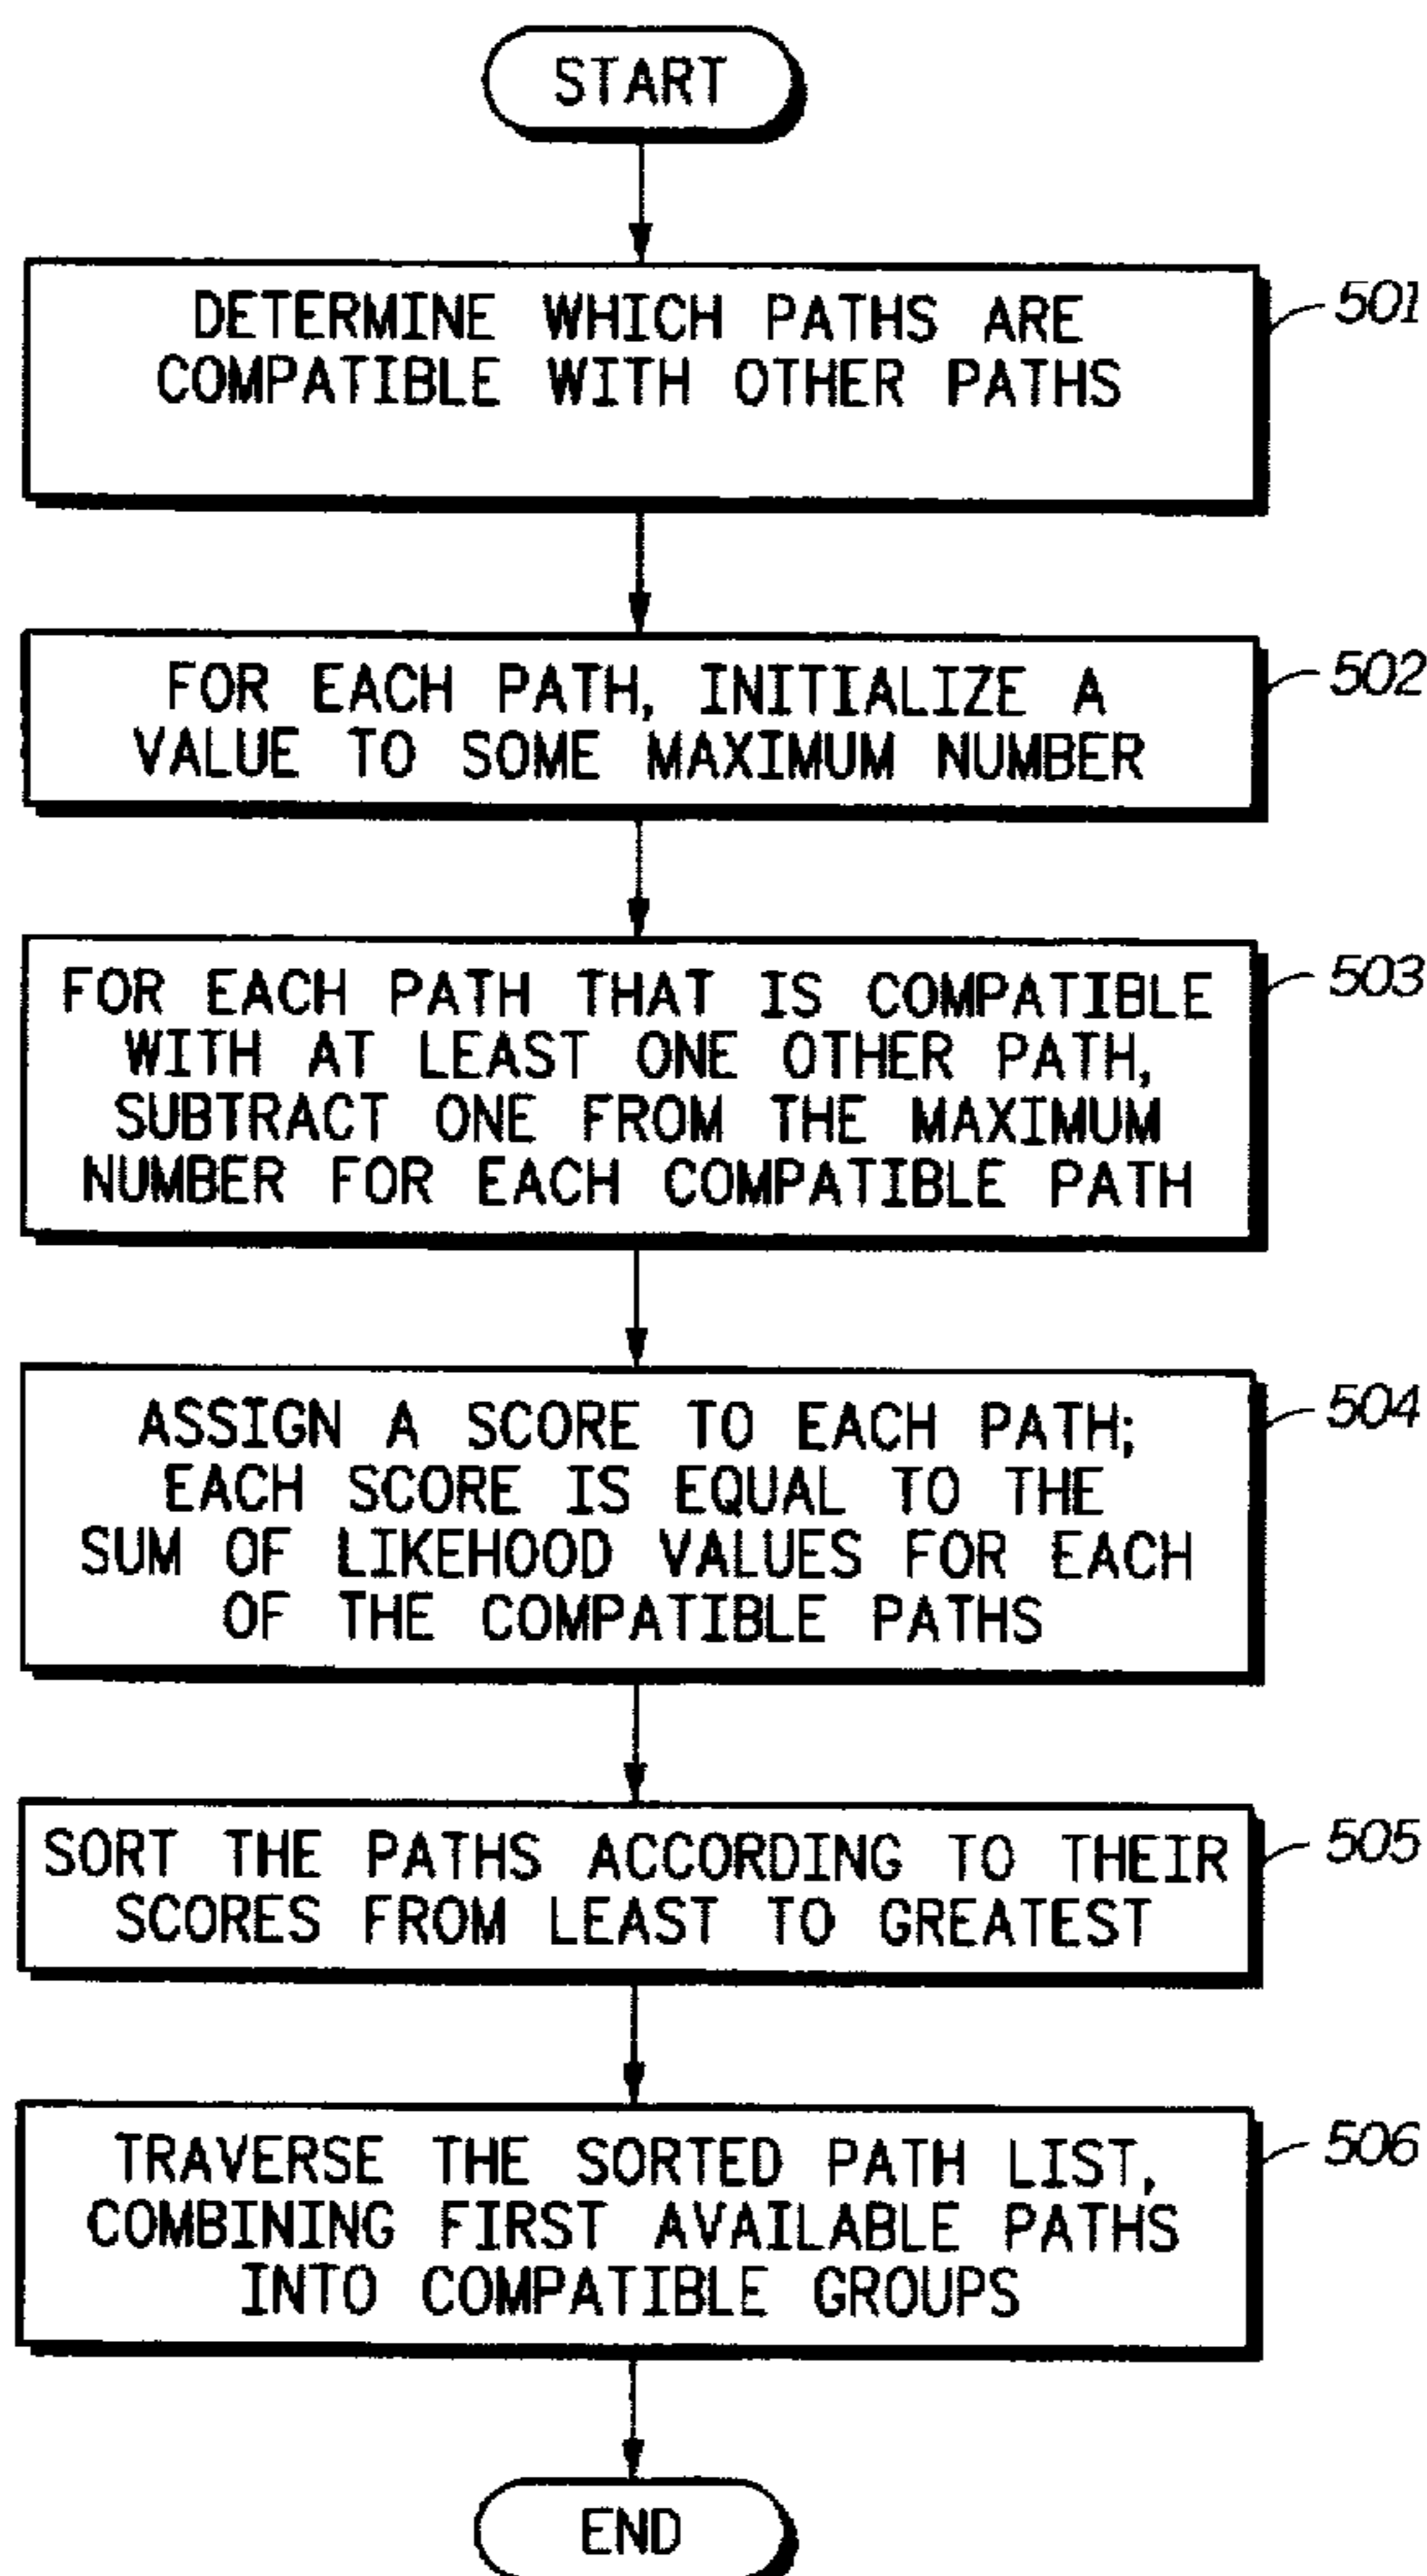 START
DETERMINE WHICH PATHS ARE
COMPATIBLE WITH OTHER PATHS
501
FOR EACH PATH, INITIALIZE A
VALUE TO SOME MAXIMUM NUMBER
502
FOR EACH PATH THAT IS COMPATIBLE
WITH AT LEAST ONE OTHER PATH,
SUBTRACT ONE FROM THE MAXIMUM
NUMBER FOR EACH COMPATIBLE PATH
503
ASSIGN A SCORE TO EACH PATH;
EACH SCORE IS EQUAL TO THE
SUM OF LIKEHOOD VALUES FOR EACH
OF THE COMPATIBLE PATHS
504
SORT THE PATHS ACCORDING TO THEIR
SCORES FROM LEAST TO GREATEST
505
TRAVERSE THE SORTED PATH LIST,
COMBINING FIRST AVAILABLE PATHS
INTO COMPATIBLE GROUPS
506
END